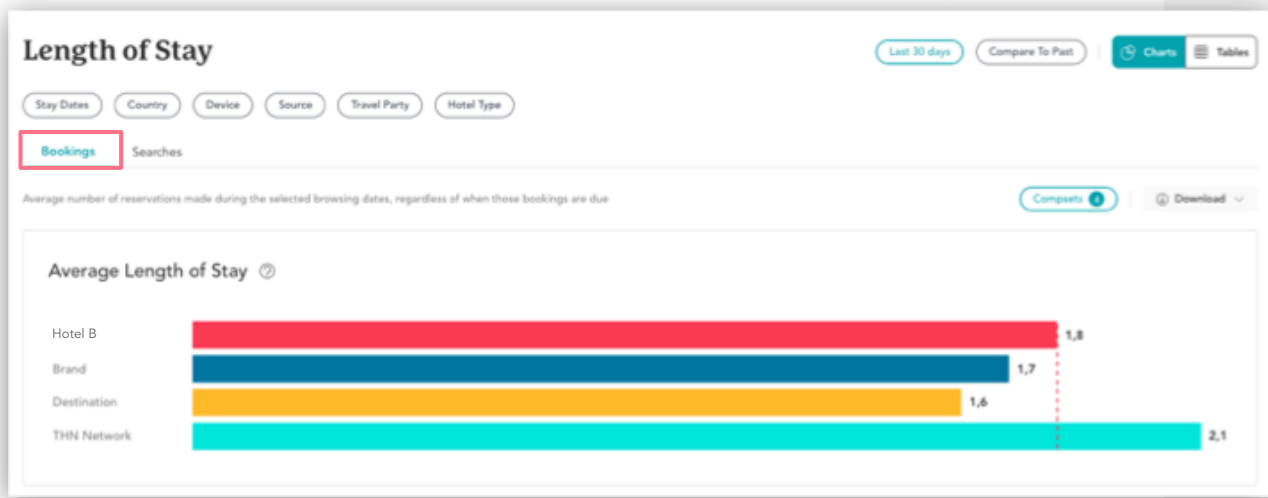 Length of Stay
Last 30 days
Compare To Past
Charts
Tables
Stay Dates
Country
Device
Source
Travel Party
Hotel Type
Bookings
Searches
Average number of reservations made during the selected browsing dates, regardless of when those bookings are due
Compsets 4
Download
Average Length of Stay ?
Hotel B
1,8
Brand
1,7
Destination
1,6
THN Network
2,1